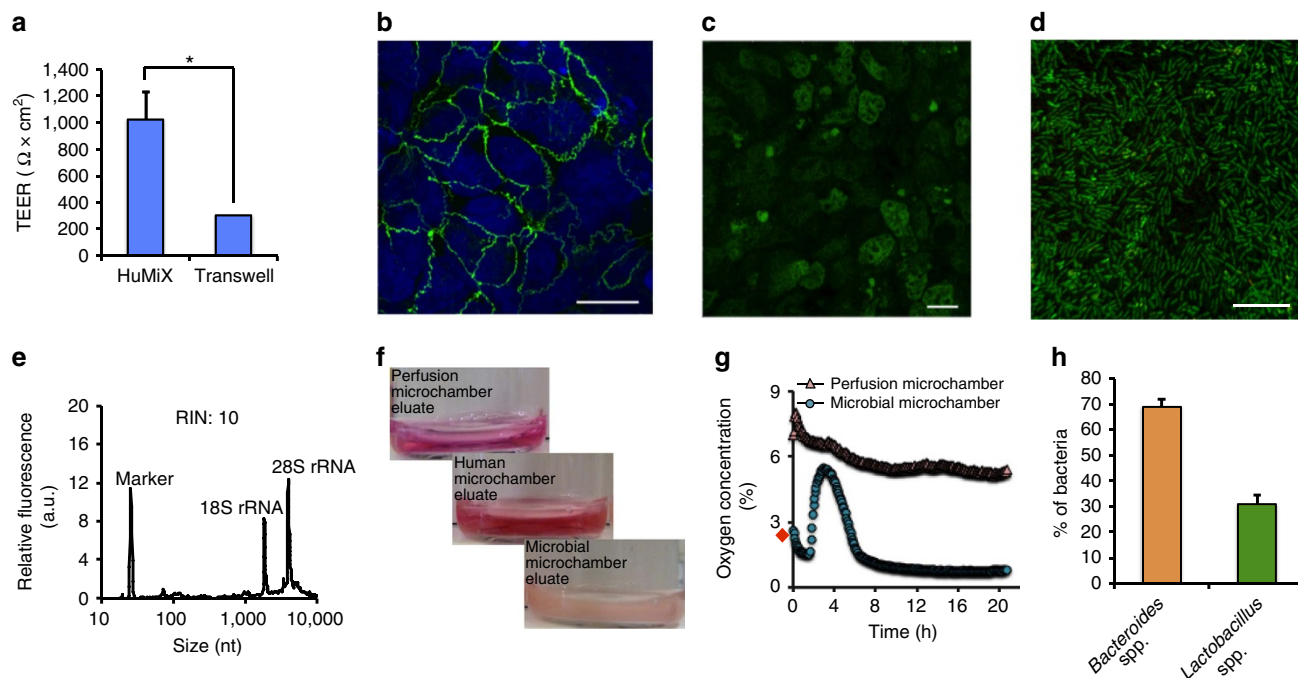 a
TEER (Ω × cm²)
1,400
1,200
1,000
800
600
400
200
0
*
HuMiX Transwell
b
c
d
e
Relative fluorescence
(a.u.)
20
16
12
8
4
0
RIN: 10
Marker
18S rRNA
28S rRNA
10 100 1,000 10,000
Size (nt)
f
Perfusion
microchamber
eluate
Human
microchamber
eluate
Microbial
microchamber
eluate
g
Perfusion microchamber
Microbial microchamber
Oxygen concentration
(%)
9
6
3
0
0 4 8 12 16 20
Time (h)
h
% of bacteria
80
70
60
50
40
30
20
10
0
Bacteroides
spp.
Lactobacillus
spp.